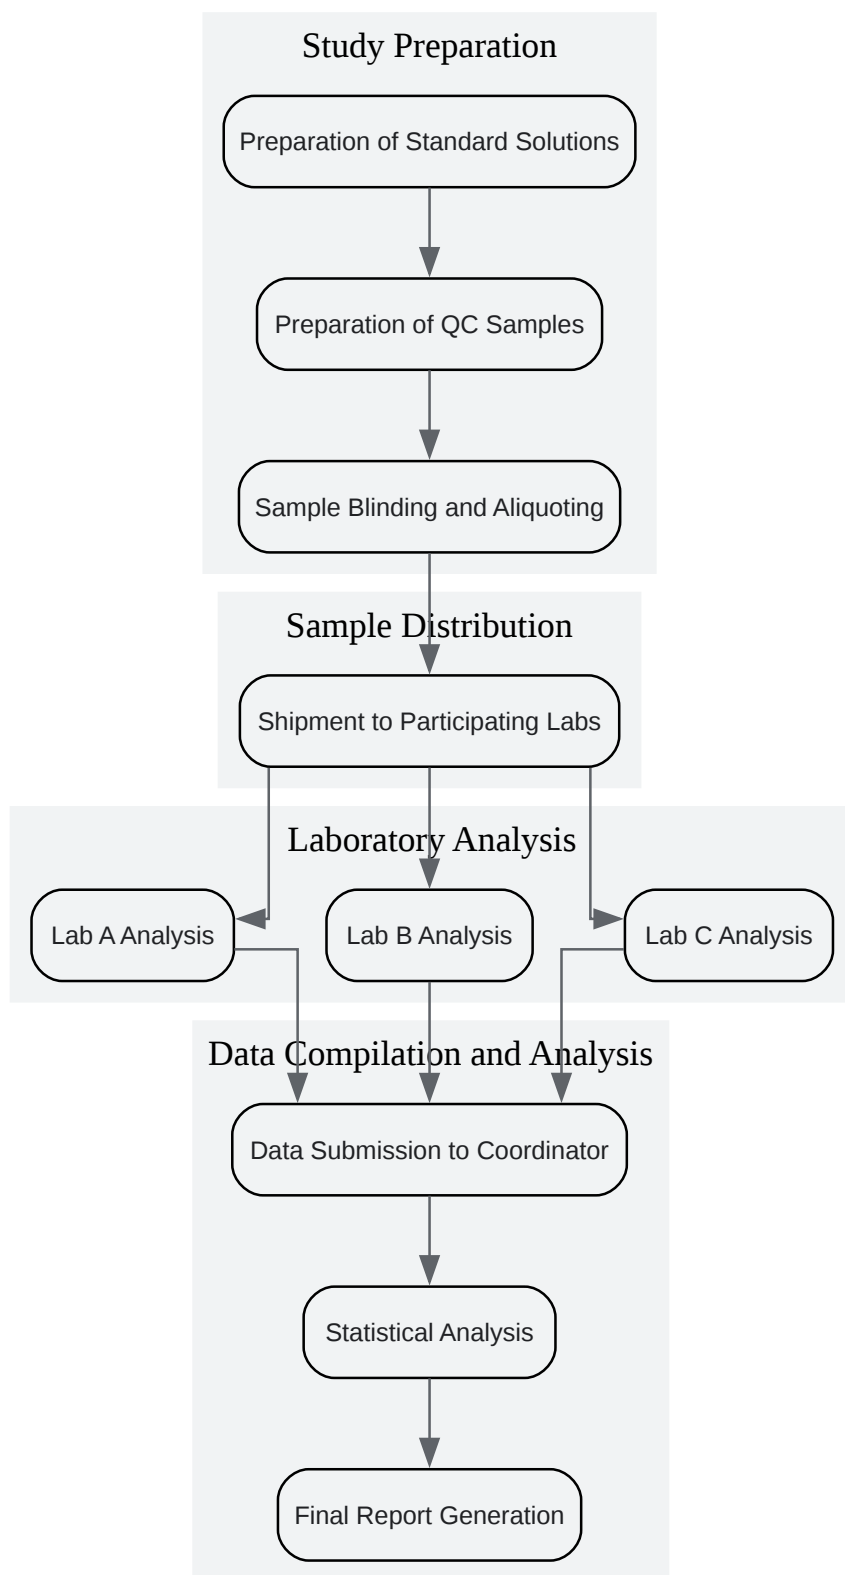 Study Preparation
Preparation of Standard Solutions
Preparation of QC Samples
Sample Blinding and Aliquoting
Sample Distribution
Shipment to Participating Labs
Laboratory Analysis
Lab A Analysis
Lab B Analysis
Lab C Analysis
Data Compilation and Analysis
Data Submission to Coordinator
Statistical Analysis
Final Report Generation